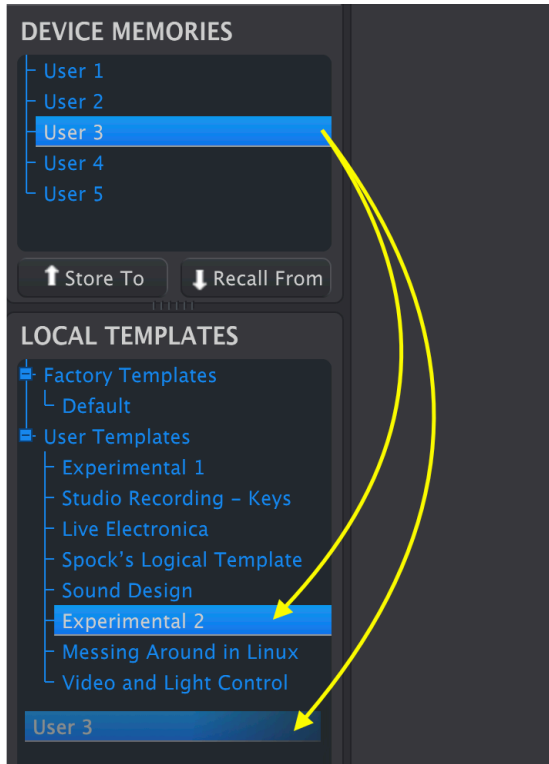 DEVICE MEMORIES
User 1
User 2
User 3
User 4
User 5
Store To
Recall From
LOCAL TEMPLATES
Factory Templates
Default
User Templates
Experimental 1
Studio Recording – Keys
Live Electronica
Spock's Logical Template
Sound Design
Experimental 2
Messing Around in Linux
Video and Light Control
User 3